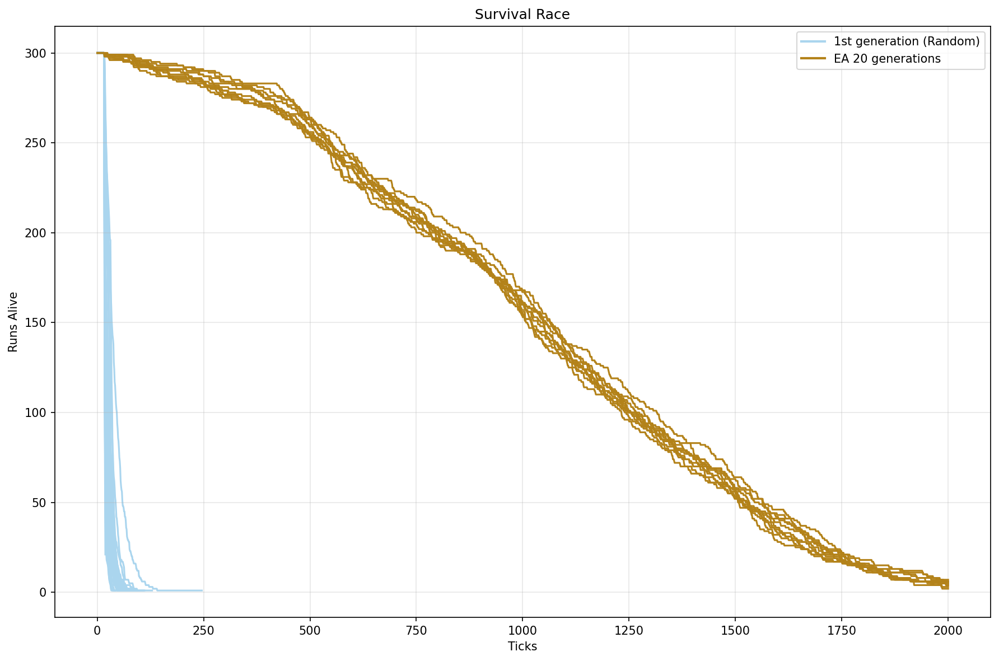 Survival Race
1st generation (Random)
EA 20 generations
300
250
200
150
100
50
0
Runs Alive
0 250 500 750 1000 1250 1500 1750 2000
Ticks